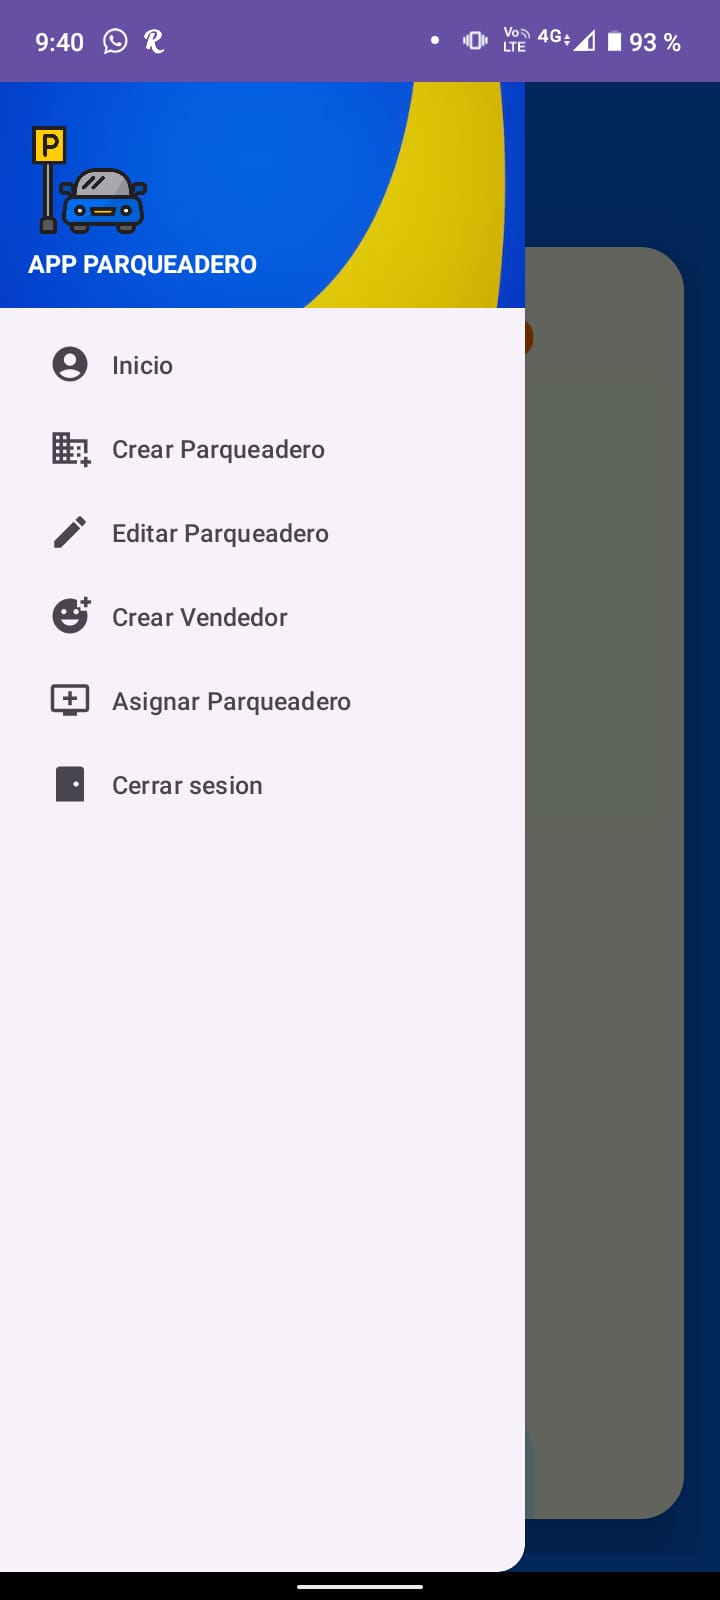 9:40
Vo LTE 4G 93 %
P
APP PARQUEADERO
Inicio
Crear Parqueadero
Editar Parqueadero
Crear Vendedor
Asignar Parqueadero
Cerrar sesion